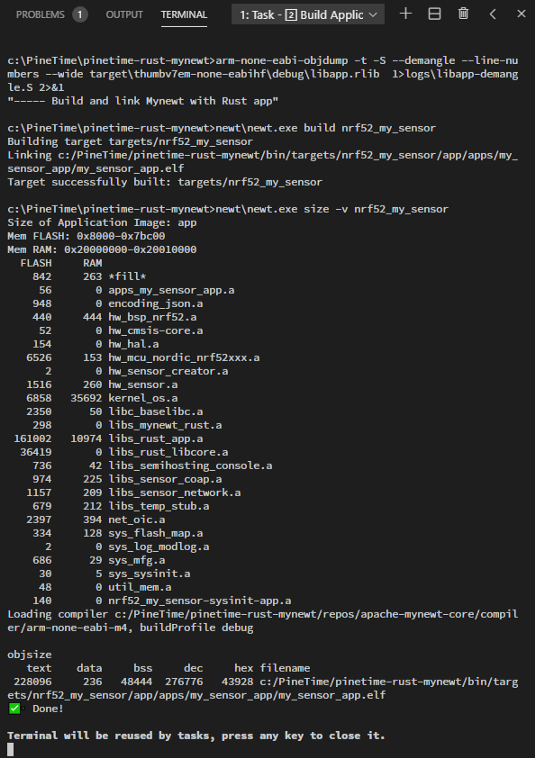 PROBLEMS 1 OUTPUT TERMINAL 1: Task - 2 Build Applic
c:\PineTime\pinetime-rust-mynewt>arm-none-eabi-objdump -t -S --demangle --line-nu
mbers --wide target\thumbv7em-none-eabihf\debug\libapp.rlib  1>logs\libapp-demang
le.S 2>&1
"----- Build and link Mynewt with Rust app"
c:\PineTime\pinetime-rust-mynewt>newt\newt.exe build nrf52_my_sensor
Building target targets/nrf52_my_sensor
Linking c:/PineTime/pinetime-rust-mynewt/bin/targets/nrf52_my_sensor/app/apps/my_
sensor_app/my_sensor_app.elf
Target successfully built: targets/nrf52_my_sensor
c:\PineTime\pinetime-rust-mynewt>newt\newt.exe size -v nrf52_my_sensor
Size of Application Image: app
Mem FLASH: 0x8000-0x7bc00
Mem RAM: 0x20000000-0x20010000
  FLASH     RAM
    842     263 *fill*
     56       0 apps_my_sensor_app.a
    948       0 encoding_json.a
    440     444 hw_bsp_nrf52.a
     52       0 hw_cmsis-core.a
    154       0 hw_hal.a
   6526     153 hw_mcu_nordic_nrf52xxx.a
      2       0 hw_sensor_creator.a
   1516     260 hw_sensor.a
   6858   35692 kernel_os.a
   2350      50 libc_baselibc.a
    298       0 libs_mynewt_rust.a
 161002   10974 libs_rust_app.a
  36419       0 libs_rust_libcore.a
    736      42 libs_semihosting_console.a
    974     225 libs_sensor_coap.a
   1157     209 libs_sensor_network.a
    679     212 libs_temp_stub.a
   2397     394 net_oic.a
    334     128 sys_flash_map.a
      2       0 sys_log_modlog.a
    686      29 sys_mfg.a
     30       5 sys_sysinit.a
     48       0 util_mem.a
    140       0 nrf52_my_sensor-sysinit-app.a
Loading compiler c:/PineTime/pinetime-rust-mynewt/repos/apache-mynewt-core/compil
er/arm-none-eabi-m4, buildProfile debug
objsize
   text    data     bss     dec     hex filename
 228096     236   48444  276776   43928 c:/PineTime/pinetime-rust-mynewt/bin/targ
ets/nrf52_my_sensor/app/apps/my_sensor_app/my_sensor_app.elf
✅ Done!
Terminal will be reused by tasks, press any key to close it.